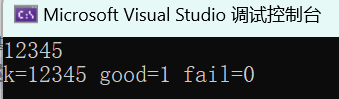 Microsoft Visual Studio 调试控制台
12345
k=12345 good=1 fail=0